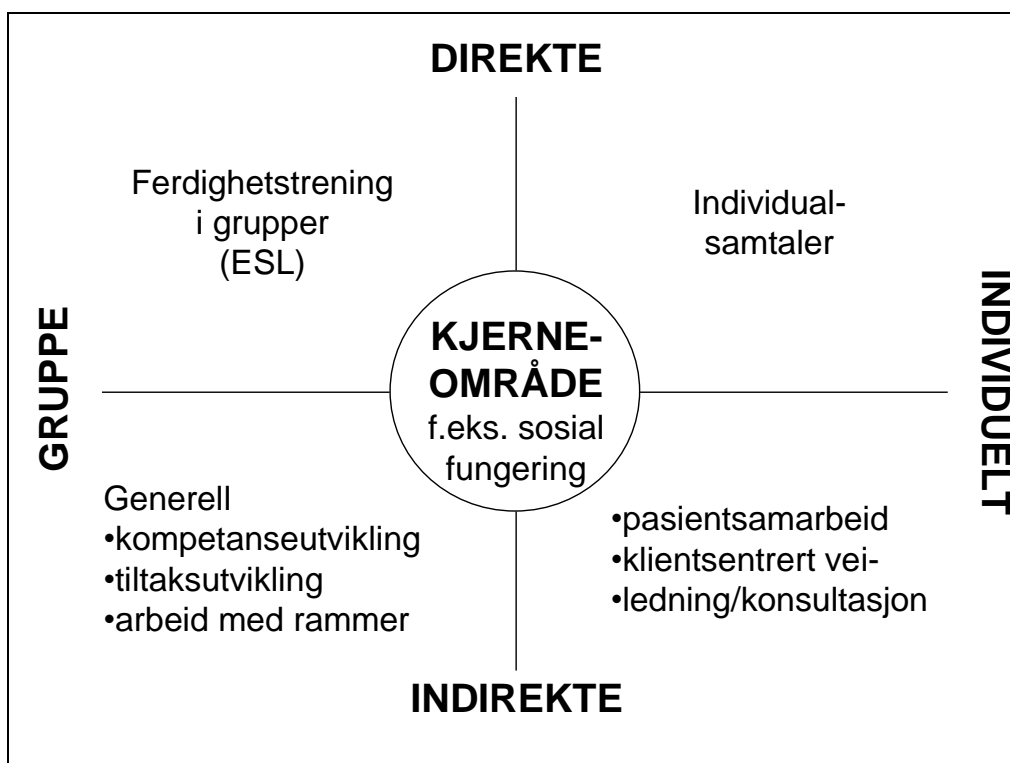 DIREKTE
Ferdighetstrening
i grupper
(ESL)
Individual-
samtaler
GRUPPE
KJERNE-
OMRÅDE
f.eks. sosial
fungering
INDIVIDUELT
Generell
•kompetanseutvikling
•tiltaksutvikling
•arbeid med rammer
•pasientsamarbeid
•klientsentrert vei-
•ledning/konsultasjon
INDIREKTE